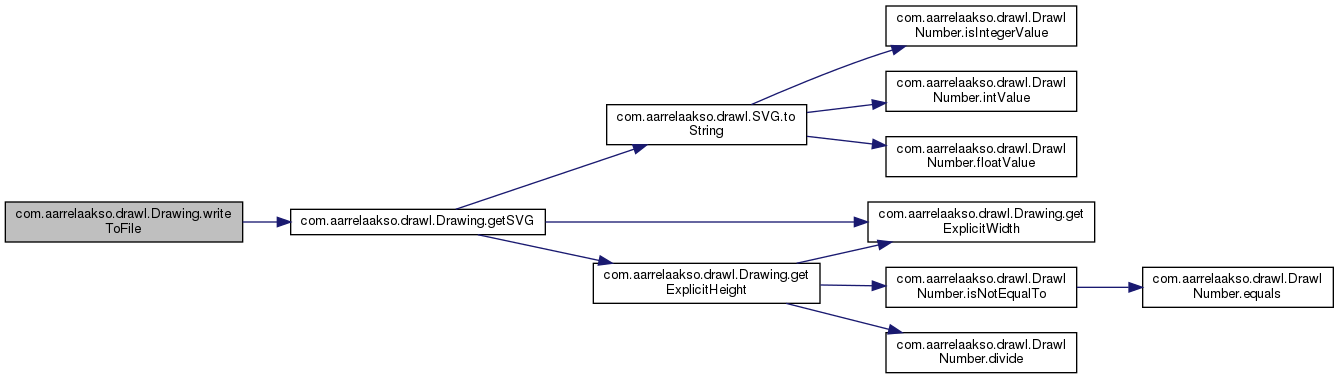 com.aarrelaakso.drawl.Drawing.write
ToFile
com.aarrelaakso.drawl.Drawing.getSVG
com.aarrelaakso.drawl.SVG.to
String
com.aarrelaakso.drawl.Drawl
Number.isIntegerValue
com.aarrelaakso.drawl.Drawl
Number.intValue
com.aarrelaakso.drawl.Drawl
Number.floatValue
com.aarrelaakso.drawl.Drawing.get
ExplicitWidth
com.aarrelaakso.drawl.Drawing.get
ExplicitHeight
com.aarrelaakso.drawl.Drawl
Number.isNotEqualTo
com.aarrelaakso.drawl.Drawl
Number.equals
com.aarrelaakso.drawl.Drawl
Number.divide